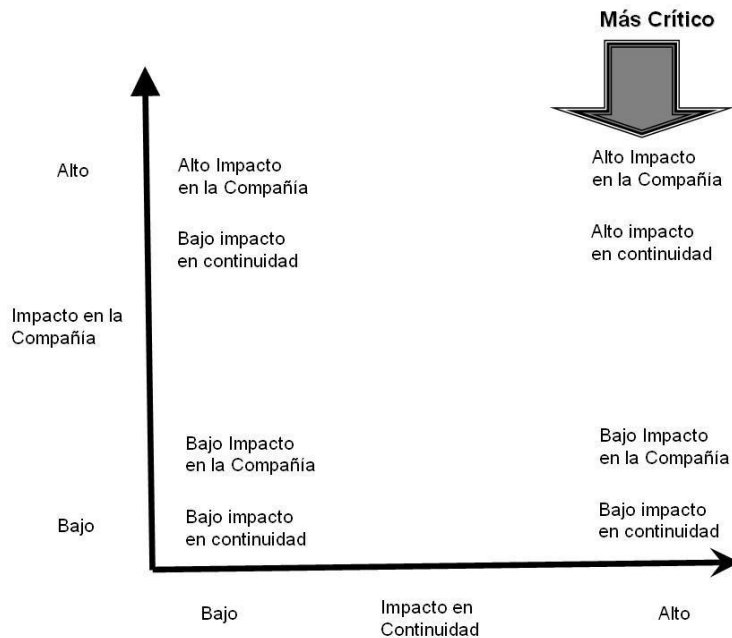 Más Crítico
Alto
Alto Impacto
en la Compañía
Bajo impacto
en continuidad
Alto Impacto
en la Compañía
Alto impacto
en continuidad
Impacto en la
Compañía
Bajo Impacto
en la Compañía
Bajo impacto
en continuidad
Bajo Impacto
en la Compañía
Bajo impacto
en continuidad
Bajo
Bajo
Impacto en
Continuidad
Alto